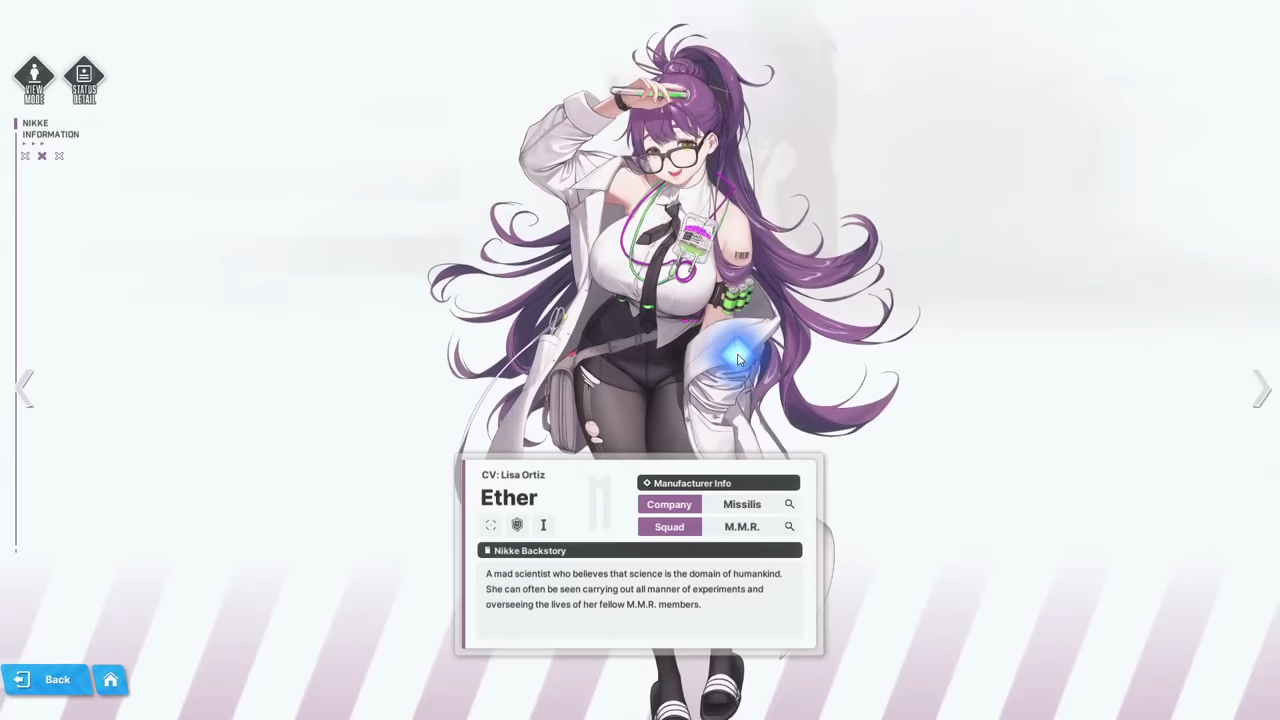 VIEW
MODE
STATUS
DETAIL
NIKKE
INFORMATION
CV: Lisa Ortiz
Ether
Manufacturer Info
Company Missilis
Squad M.M.R.
Nikke Backstory
A mad scientist who believes that science is the domain of humankind.
She can often be seen carrying out all manner of experiments and
overseeing the lives of her fellow M.M.R. members.
Back